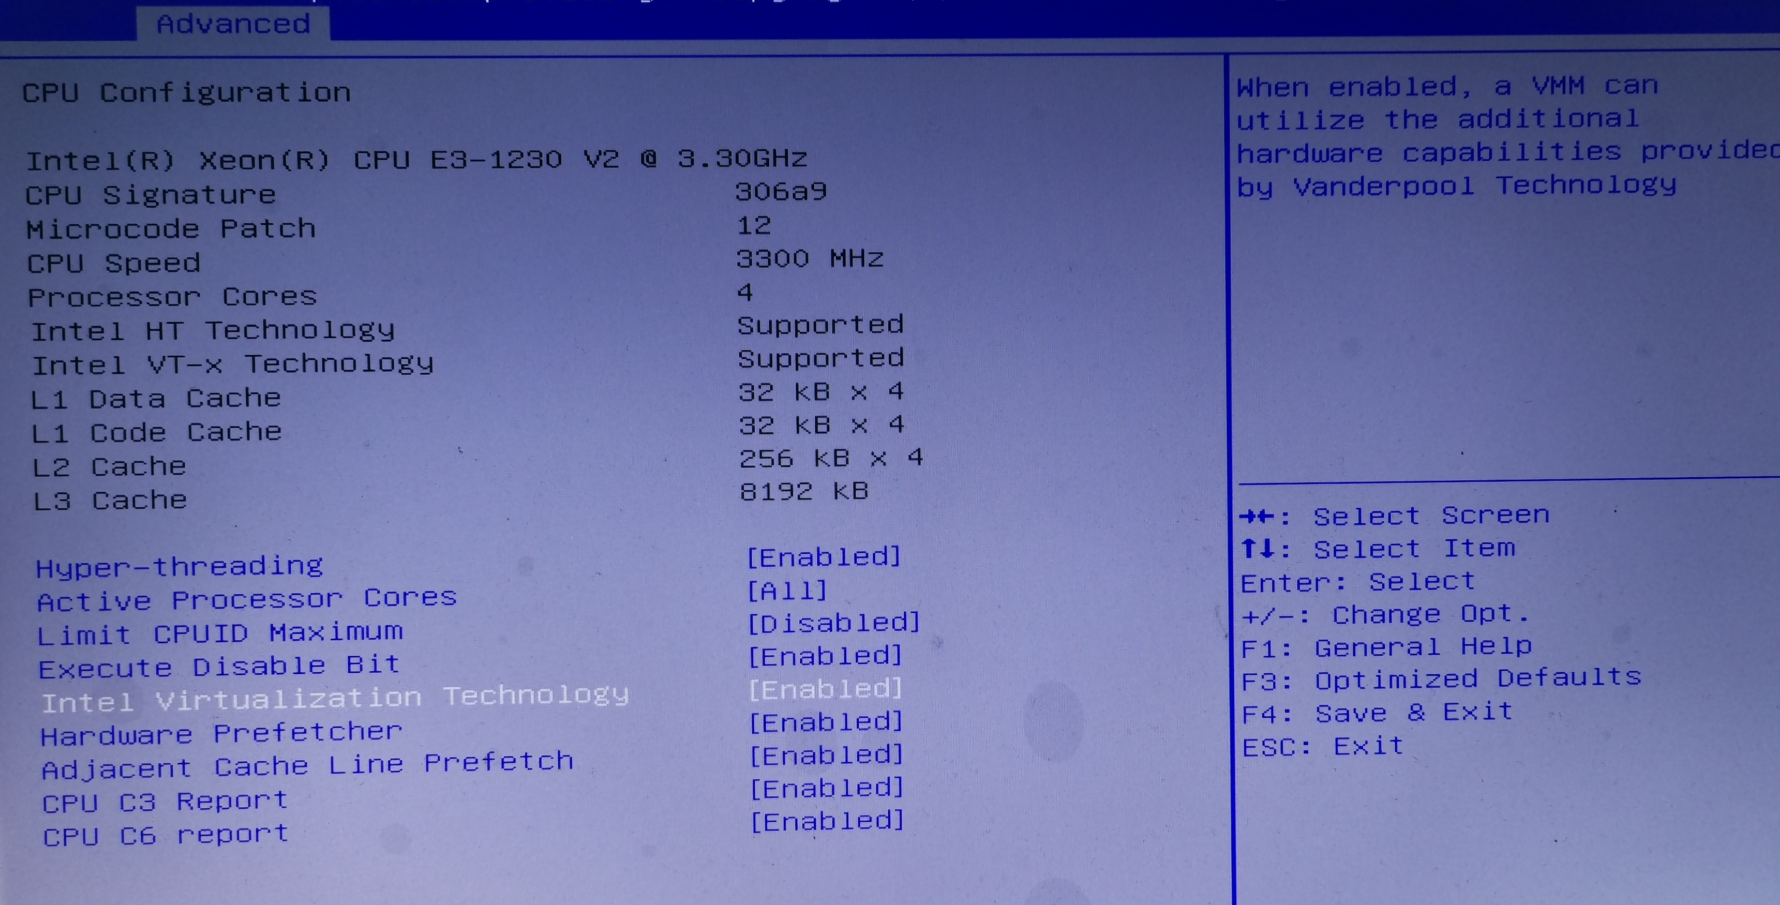 Advanced
CPU Configuration
Intel(R) Xeon(R) CPU E3-1230 V2 @ 3.30GHz
CPU Signature 306a9
Microcode Patch 12
CPU Speed 3300 MHz
Processor Cores 4
Intel HT Technology Supported
Intel VT-x Technology Supported
L1 Data Cache 32 kB x 4
L1 Code Cache 32 kB x 4
L2 Cache 256 kB x 4
L3 Cache 8192 kB
Hyper-threading [Enabled]
Active Processor Cores [All]
Limit CPUID Maximum [Disabled]
Execute Disable Bit [Enabled]
Intel Virtualization Technology [Enabled]
Hardware Prefetcher [Enabled]
Adjacent Cache Line Prefetch [Enabled]
CPU C3 Report [Enabled]
CPU C6 report [Enabled]
When enabled, a VMM can
utilize the additional
hardware capabilities provided
by Vanderpool Technology
→←: Select Screen
↑↓: Select Item
Enter: Select
+/-: Change Opt.
F1: General Help
F3: Optimized Defaults
F4: Save & Exit
ESC: Exit